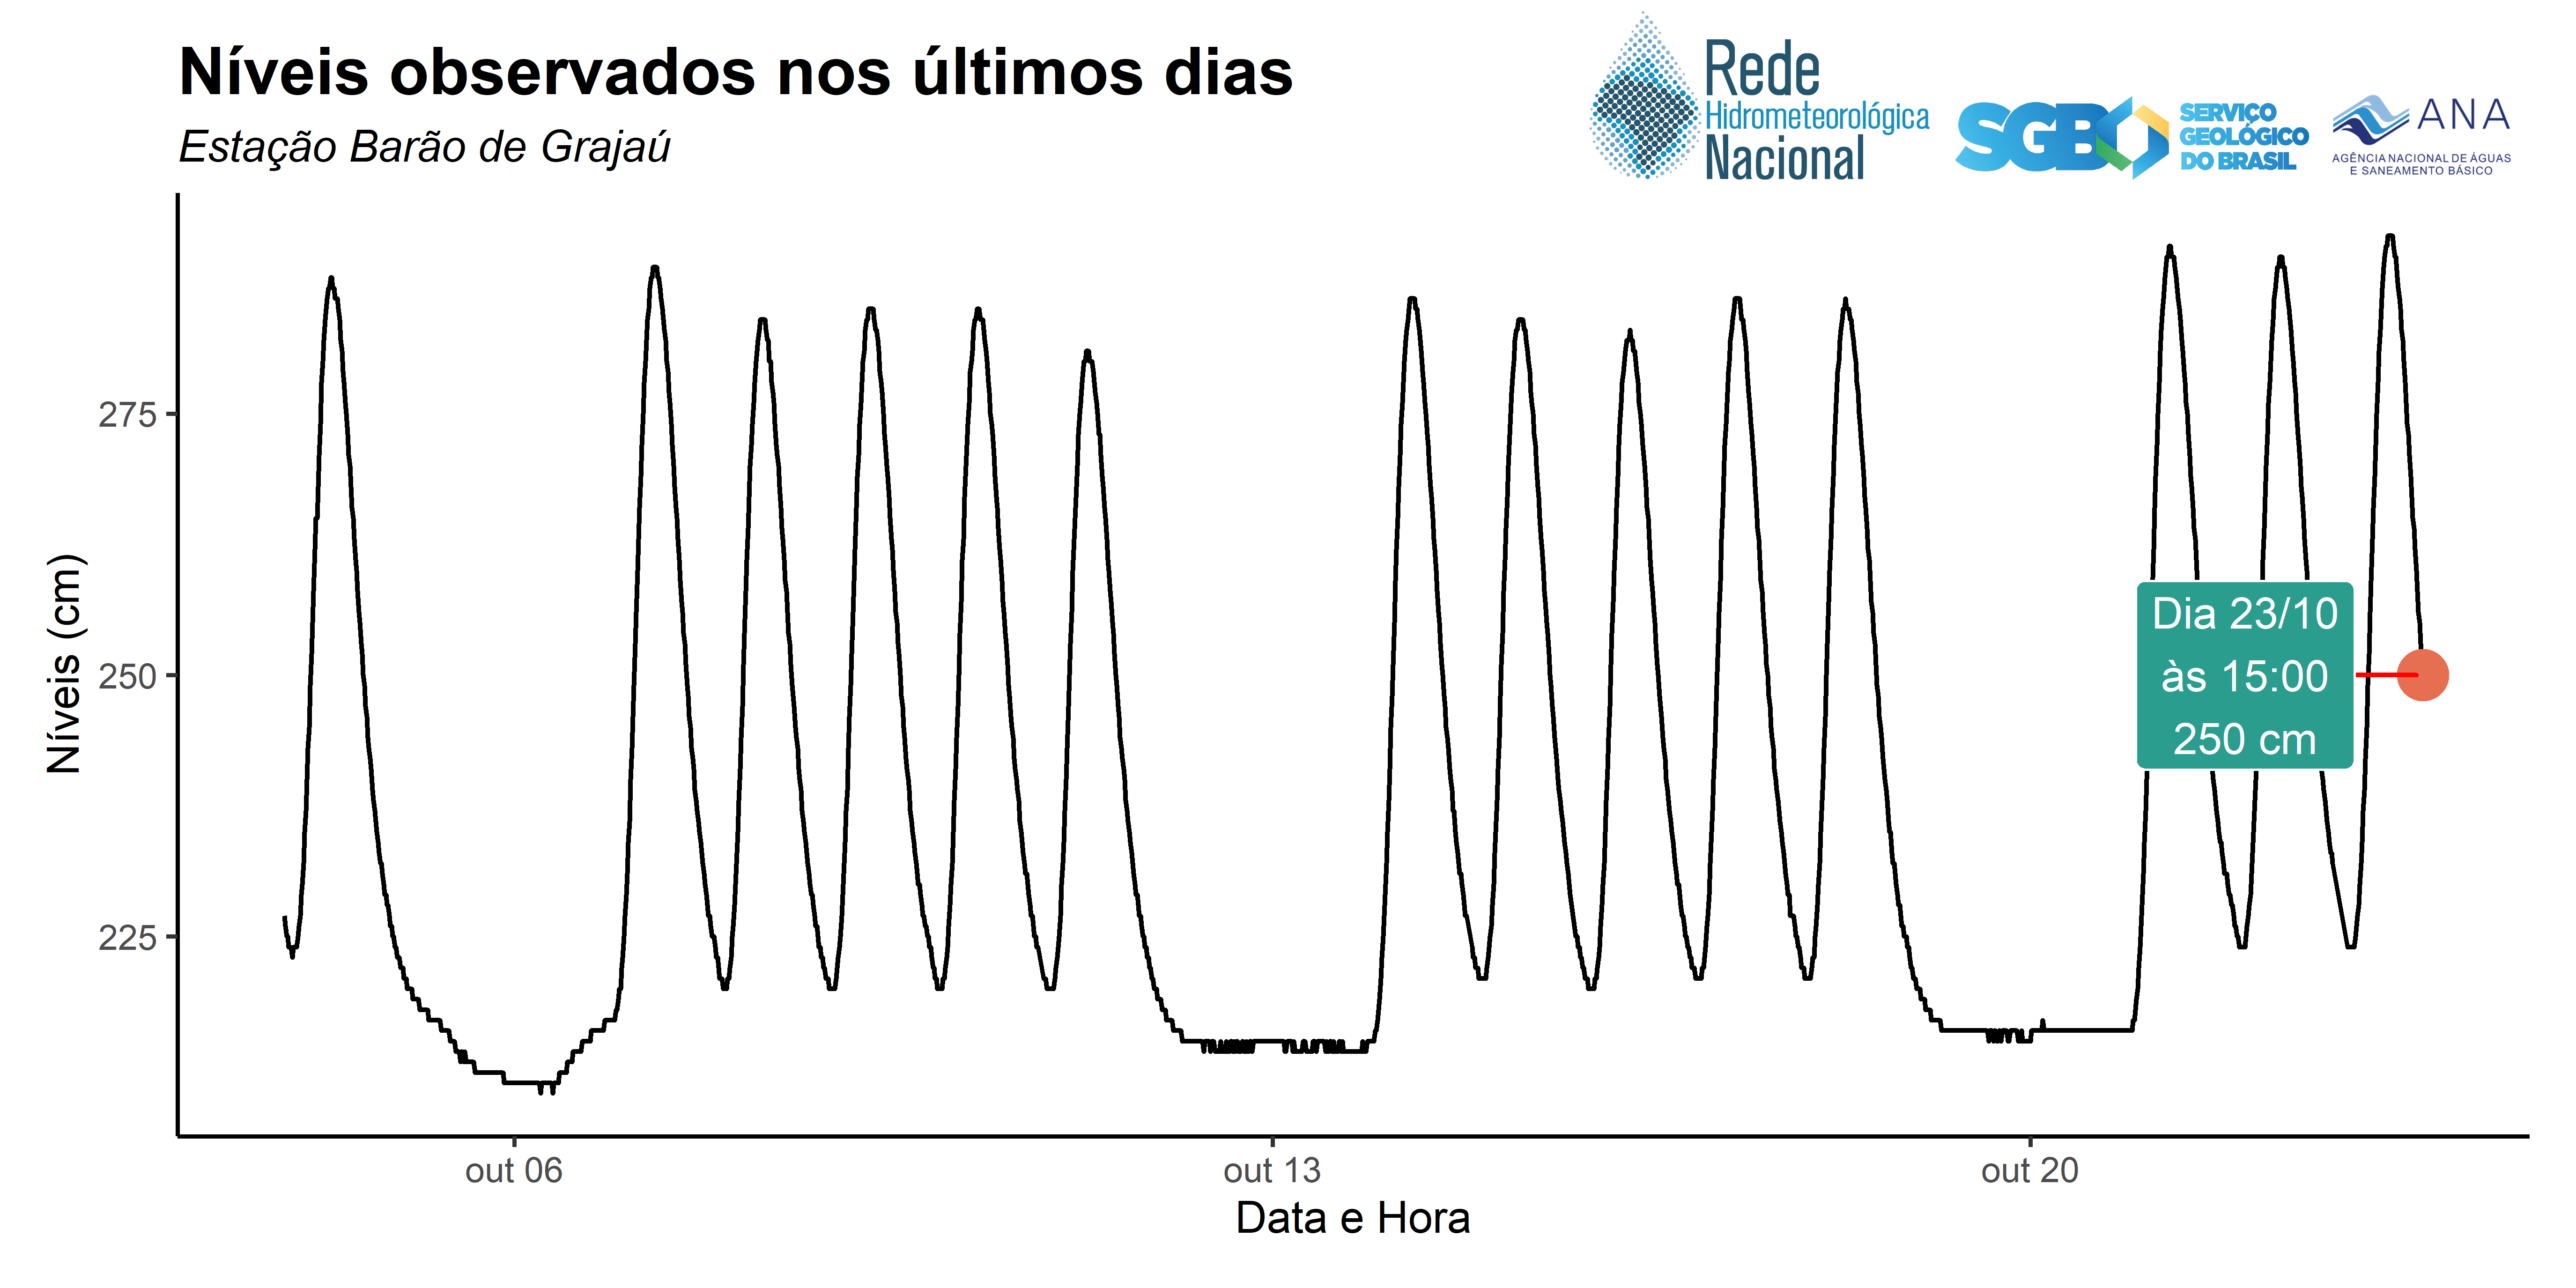 Níveis observados nos últimos dias
Estação Barão de Grajaú
Rede
Hidrometeorológica
Nacional
SGB
SERVIÇO
GEOLÓGICO
DO BRASIL
ANA
AGÊNCIA NACIONAL DE ÁGUAS
E SANEAMENTO BÁSICO
Níveis (cm)
275
250
225
Dia 23/10
às 15:00
250 cm
out 06
out 13
out 20
Data e Hora